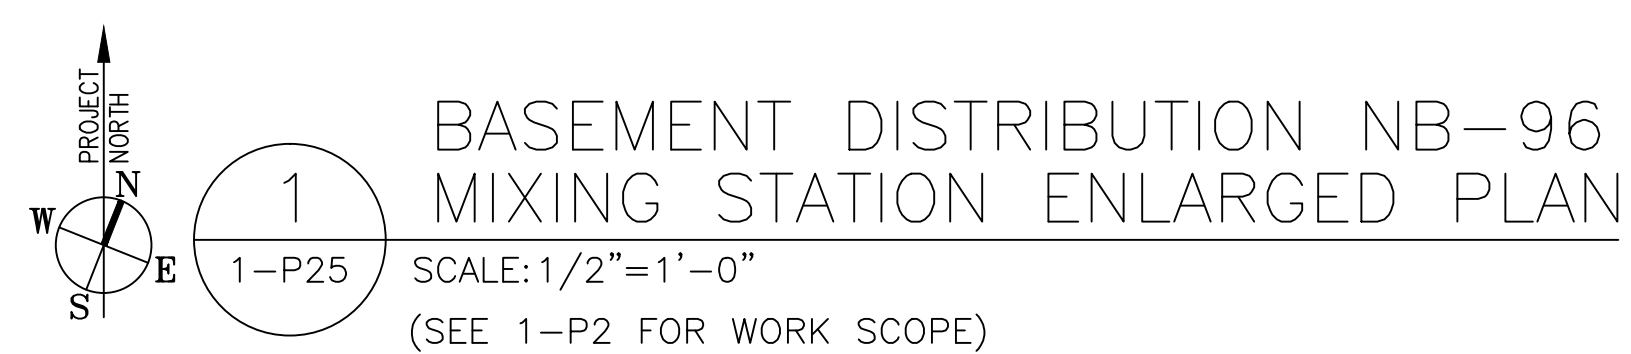 PROJECT
NORTH
N
W
E
S
1
1-P25
BASEMENT DISTRIBUTION NB-96
MIXING STATION ENLARGED PLAN
SCALE: 1/2"=1'-0"
(SEE 1-P2 FOR WORK SCOPE)